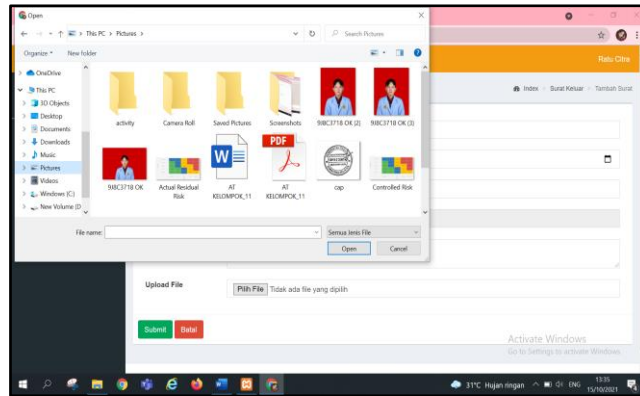 Open
This PC > Pictures >
Search Pictures
Organize
New folder
Ratu Citra
OneDrive
This PC
3D Objects
Desktop
Documents
Downloads
Music
Pictures
Videos
Windows (C:)
New Volume (D
activity
Camera Roll
Saved Pictures
Screenshots
9J8C3718 OK (2)
9J8C3718 OK (3)
9J8C3718 OK
Actual Residual Risk
AT KELOMPOK_11
PDF
AT KELOMPOK_11
cap
Controlled Risk
Index
Surat Keluar
Tambah Surat
File name:
Semua Jenis File
Open
Cancel
Upload File
Pilih File Tidak ada file yang dipilih
Submit
Batal
Activate Windows
Go to Settings to activate Windows.
31°C Hujan ringan
ENG
13:35
15/10/2021